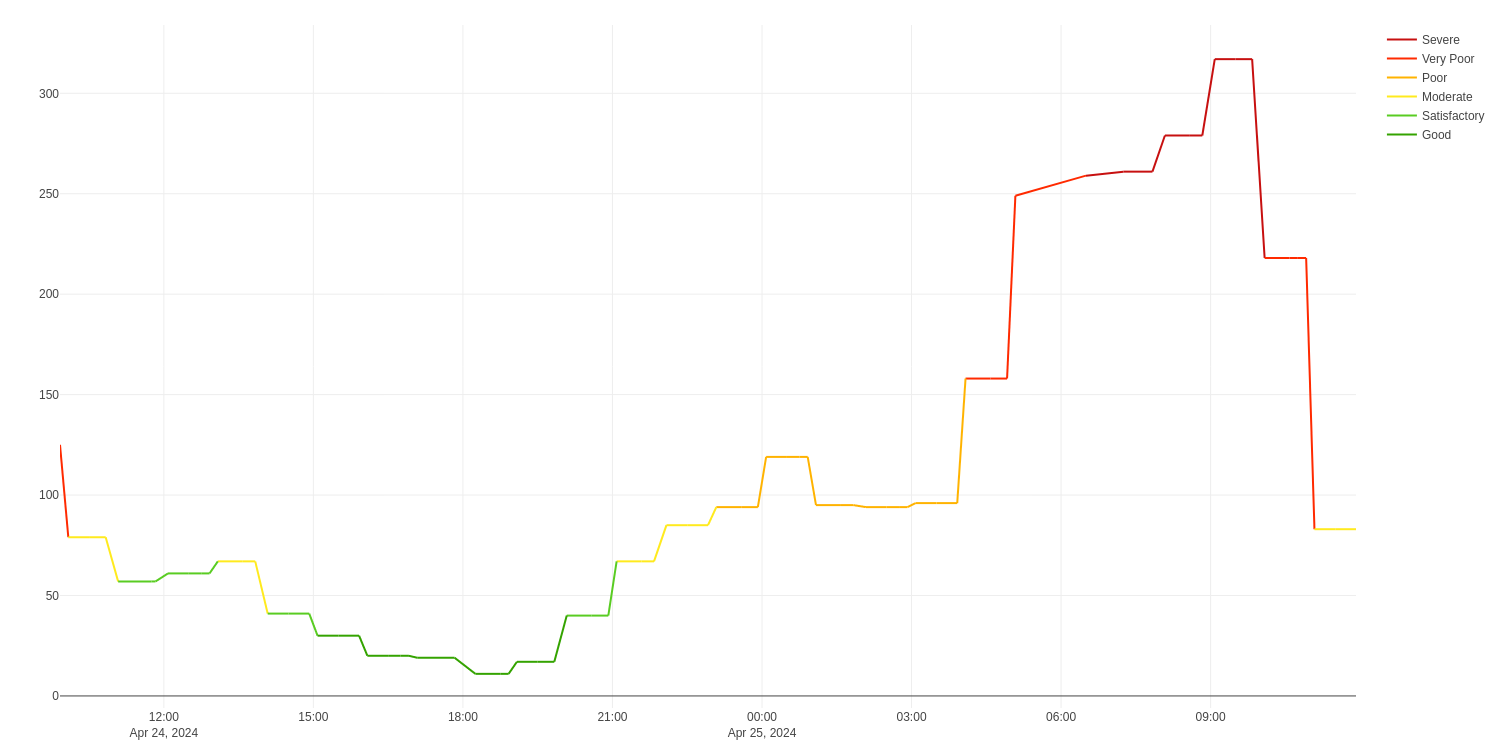 300
250
200
150
100
50
0
12:00
Apr 24, 2024
15:00
18:00
21:00
00:00
Apr 25, 2024
03:00
06:00
09:00
Severe
Very Poor
Poor
Moderate
Satisfactory
Good